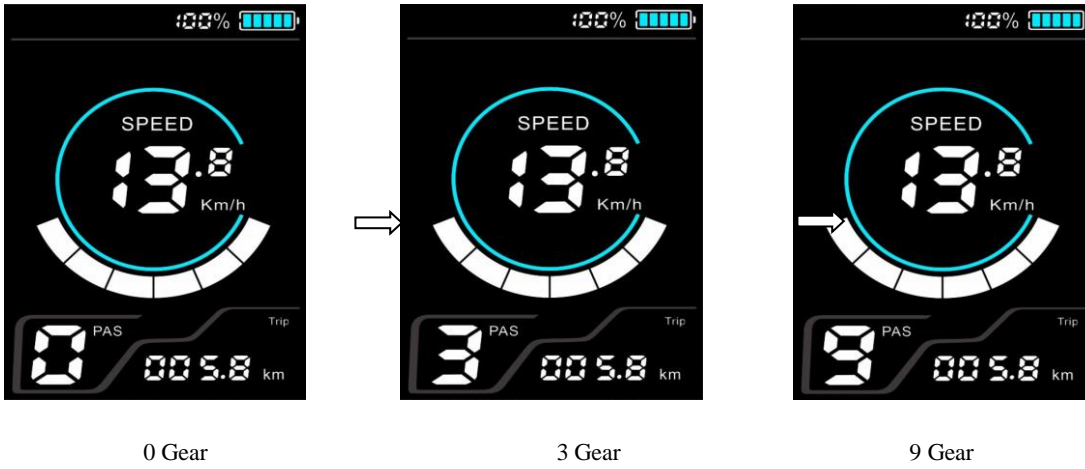 100% 100% 100%
SPEED SPEED SPEED
13.8 13.8 13.8
Km/h Km/h Km/h
PAS Trip PAS Trip PAS Trip
0 005.8 km 3 005.8 km 9 005.8 km
0 Gear 3 Gear 9 Gear